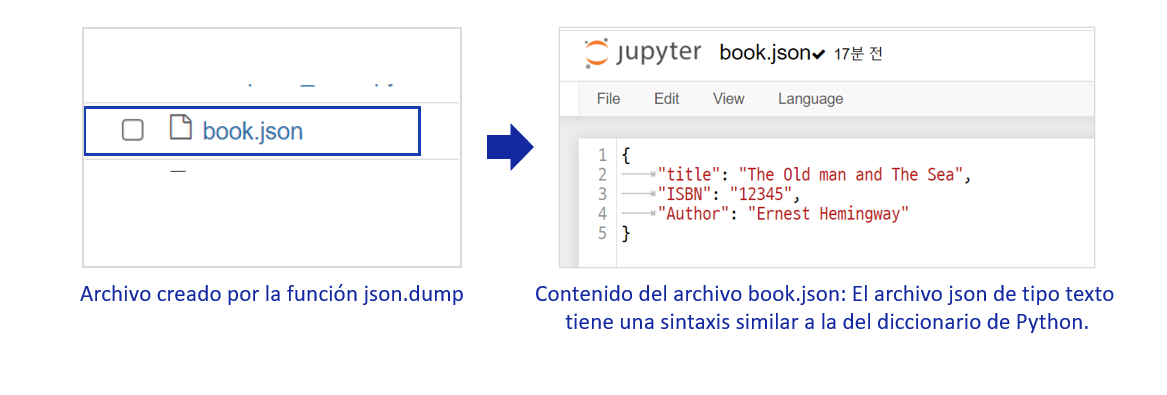 book.json
Archivo creado por la función json.dump
jupyter book.json✔ 17분 전
File Edit View Language
1 {
2 "title": "The Old man and The Sea",
3 "ISBN": "12345",
4 "Author": "Ernest Hemingway"
5 }
Contenido del archivo book.json: El archivo json de tipo texto
tiene una sintaxis similar a la del diccionario de Python.